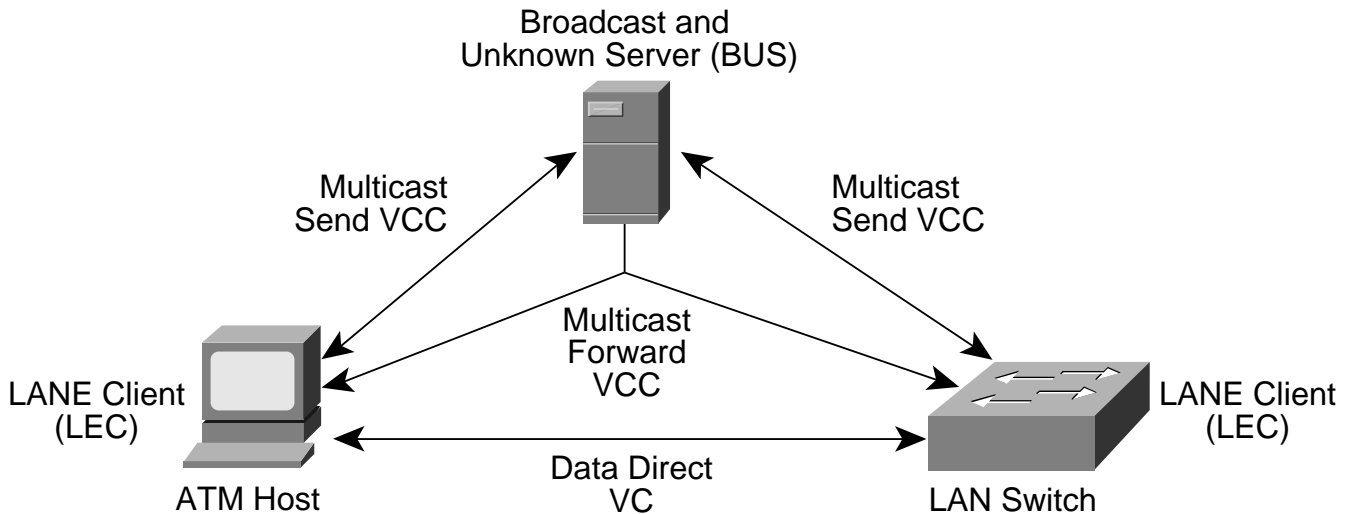 Broadcast and
Unknown Server (BUS)
Multicast
Send VCC
Multicast
Send VCC
Multicast
Forward
VCC
LANE Client
(LEC)
LANE Client
(LEC)
Data Direct
VC
ATM Host
LAN Switch